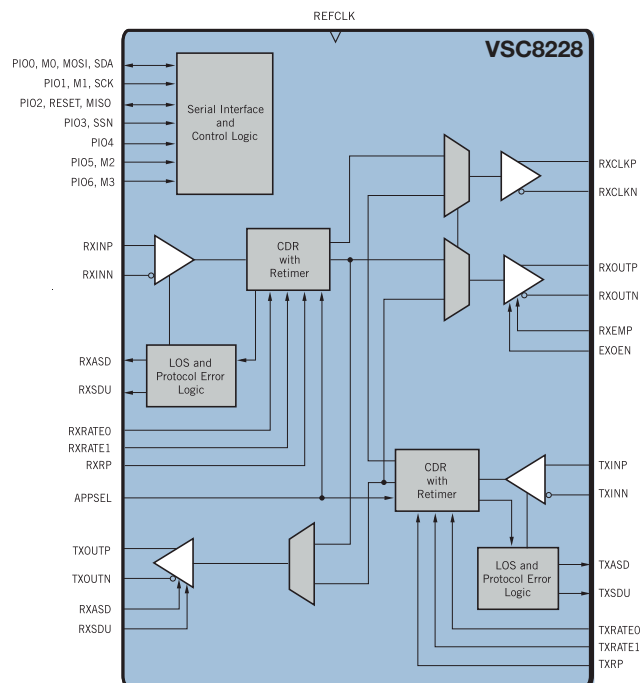 REFCLK
VSC8228
PIO0, M0, MOSI, SDA
PIO1, M1, SCK
PIO2, RESET, MISO
PIO3, SSN
PIO4
PIO5, M2
PIO6, M3
Serial Interface
and
Control Logic
RXCLKP
RXCLKN
RXINP
RXINN
CDR
with
Retimer
RXOUTP
RXOUTN
RXEMP
EXOEN
RXASD
RXSDU
LOS and
Protocol Error
Logic
RXRATE0
RXRATE1
RXRP
APPSEL
CDR
with
Retimer
TXINP
TXINN
TXOUTP
TXOUTN
RXASD
RXSDU
LOS and
Protocol Error
Logic
TXASD
TXSDU
TXRATE0
TXRATE1
TXRP